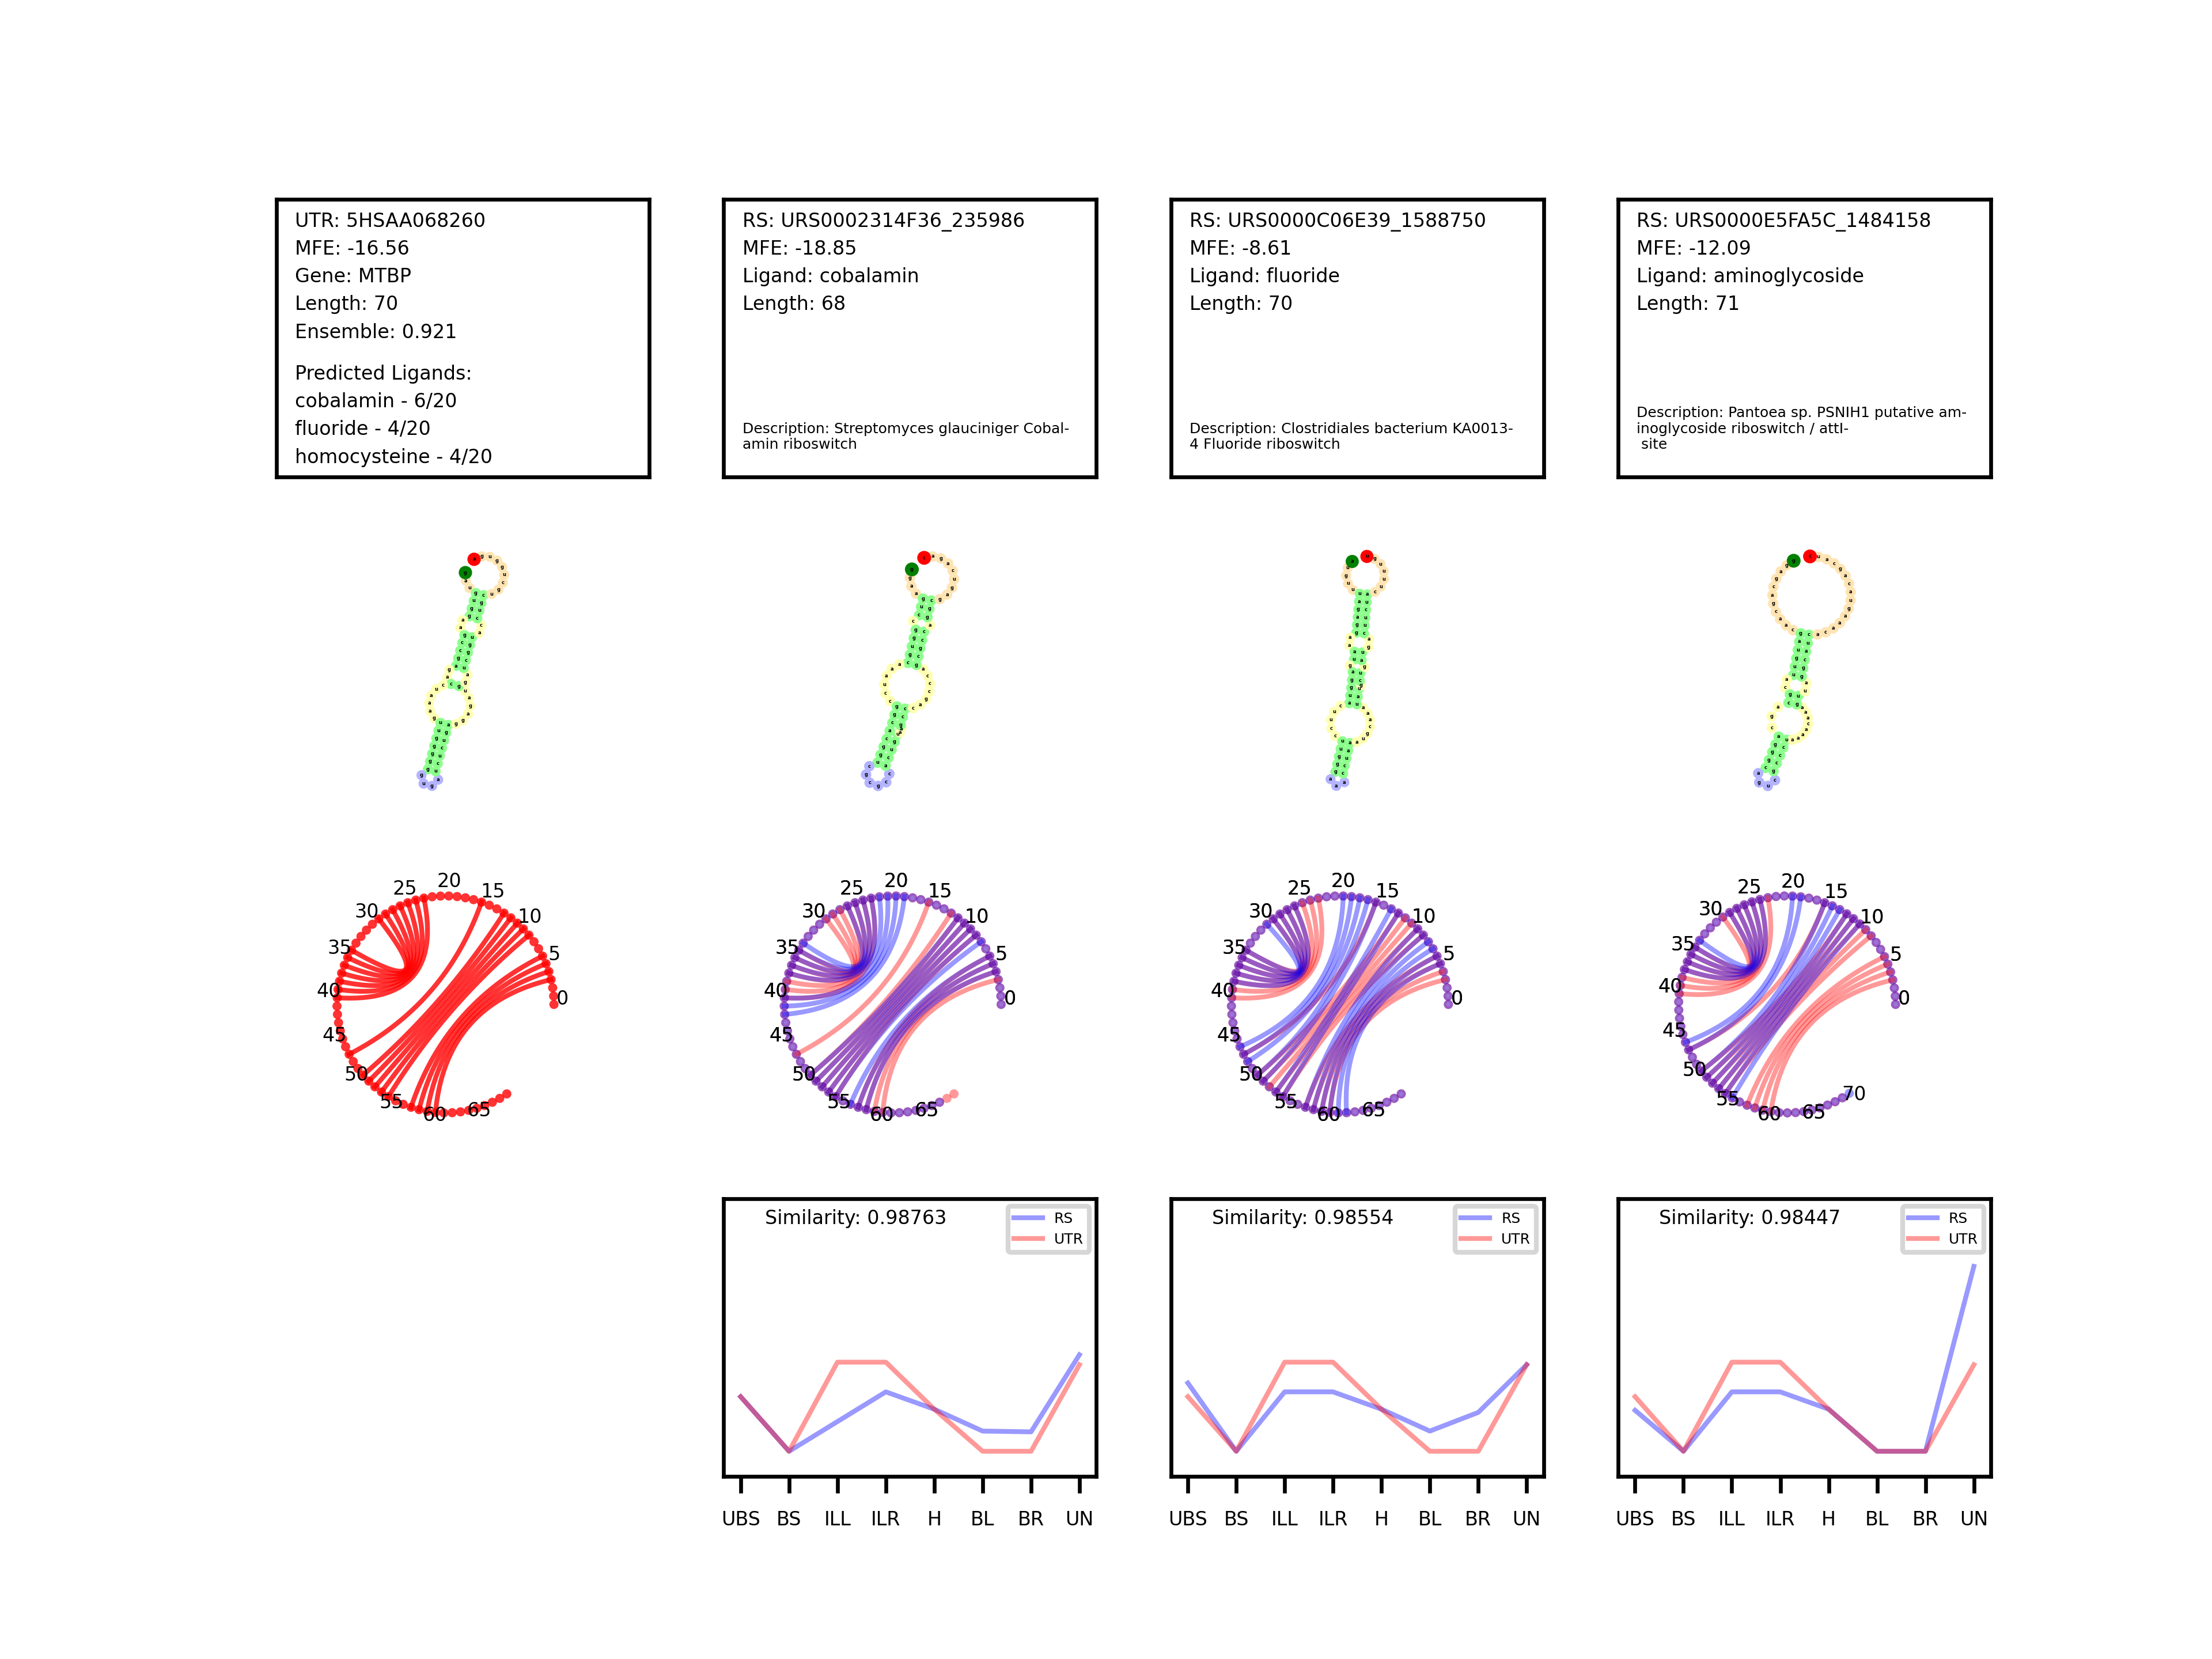 UTR: 5HSAA068260
MFE: -16.56
Gene: MTBP
Length: 70
Ensemble: 0.921
Predicted Ligands:
cobalamin - 6/20
fluoride - 4/20
homocysteine - 4/20
RS: URS0002314F36_235986
MFE: -18.85
Ligand: cobalamin
Length: 68
Description: Streptomyces glauciniger Cobal-
amin riboswitch
RS: URS0000C06E39_1588750
MFE: -8.61
Ligand: fluoride
Length: 70
Description: Clostridiales bacterium KA0013-
4 Fluoride riboswitch
RS: URS0000E5FA5C_1484158
MFE: -12.09
Ligand: aminoglycoside
Length: 71
Description: Pantoea sp. PSNIH1 putative am-
inoglycoside riboswitch / attI-
site
0
5
10
15
20
25
30
35
40
45
50
55
60
65
0
5
10
15
20
25
30
35
40
45
50
55
60
65
0
5
10
15
20
25
30
35
40
45
50
55
60
65
0
5
10
15
20
25
30
35
40
45
50
55
60
65
70
Similarity: 0.98763
RS
UTR
UBS BS ILL ILR H BL BR UN
Similarity: 0.98554
RS
UTR
UBS BS ILL ILR H BL BR UN
Similarity: 0.98447
RS
UTR
UBS BS ILL ILR H BL BR UN